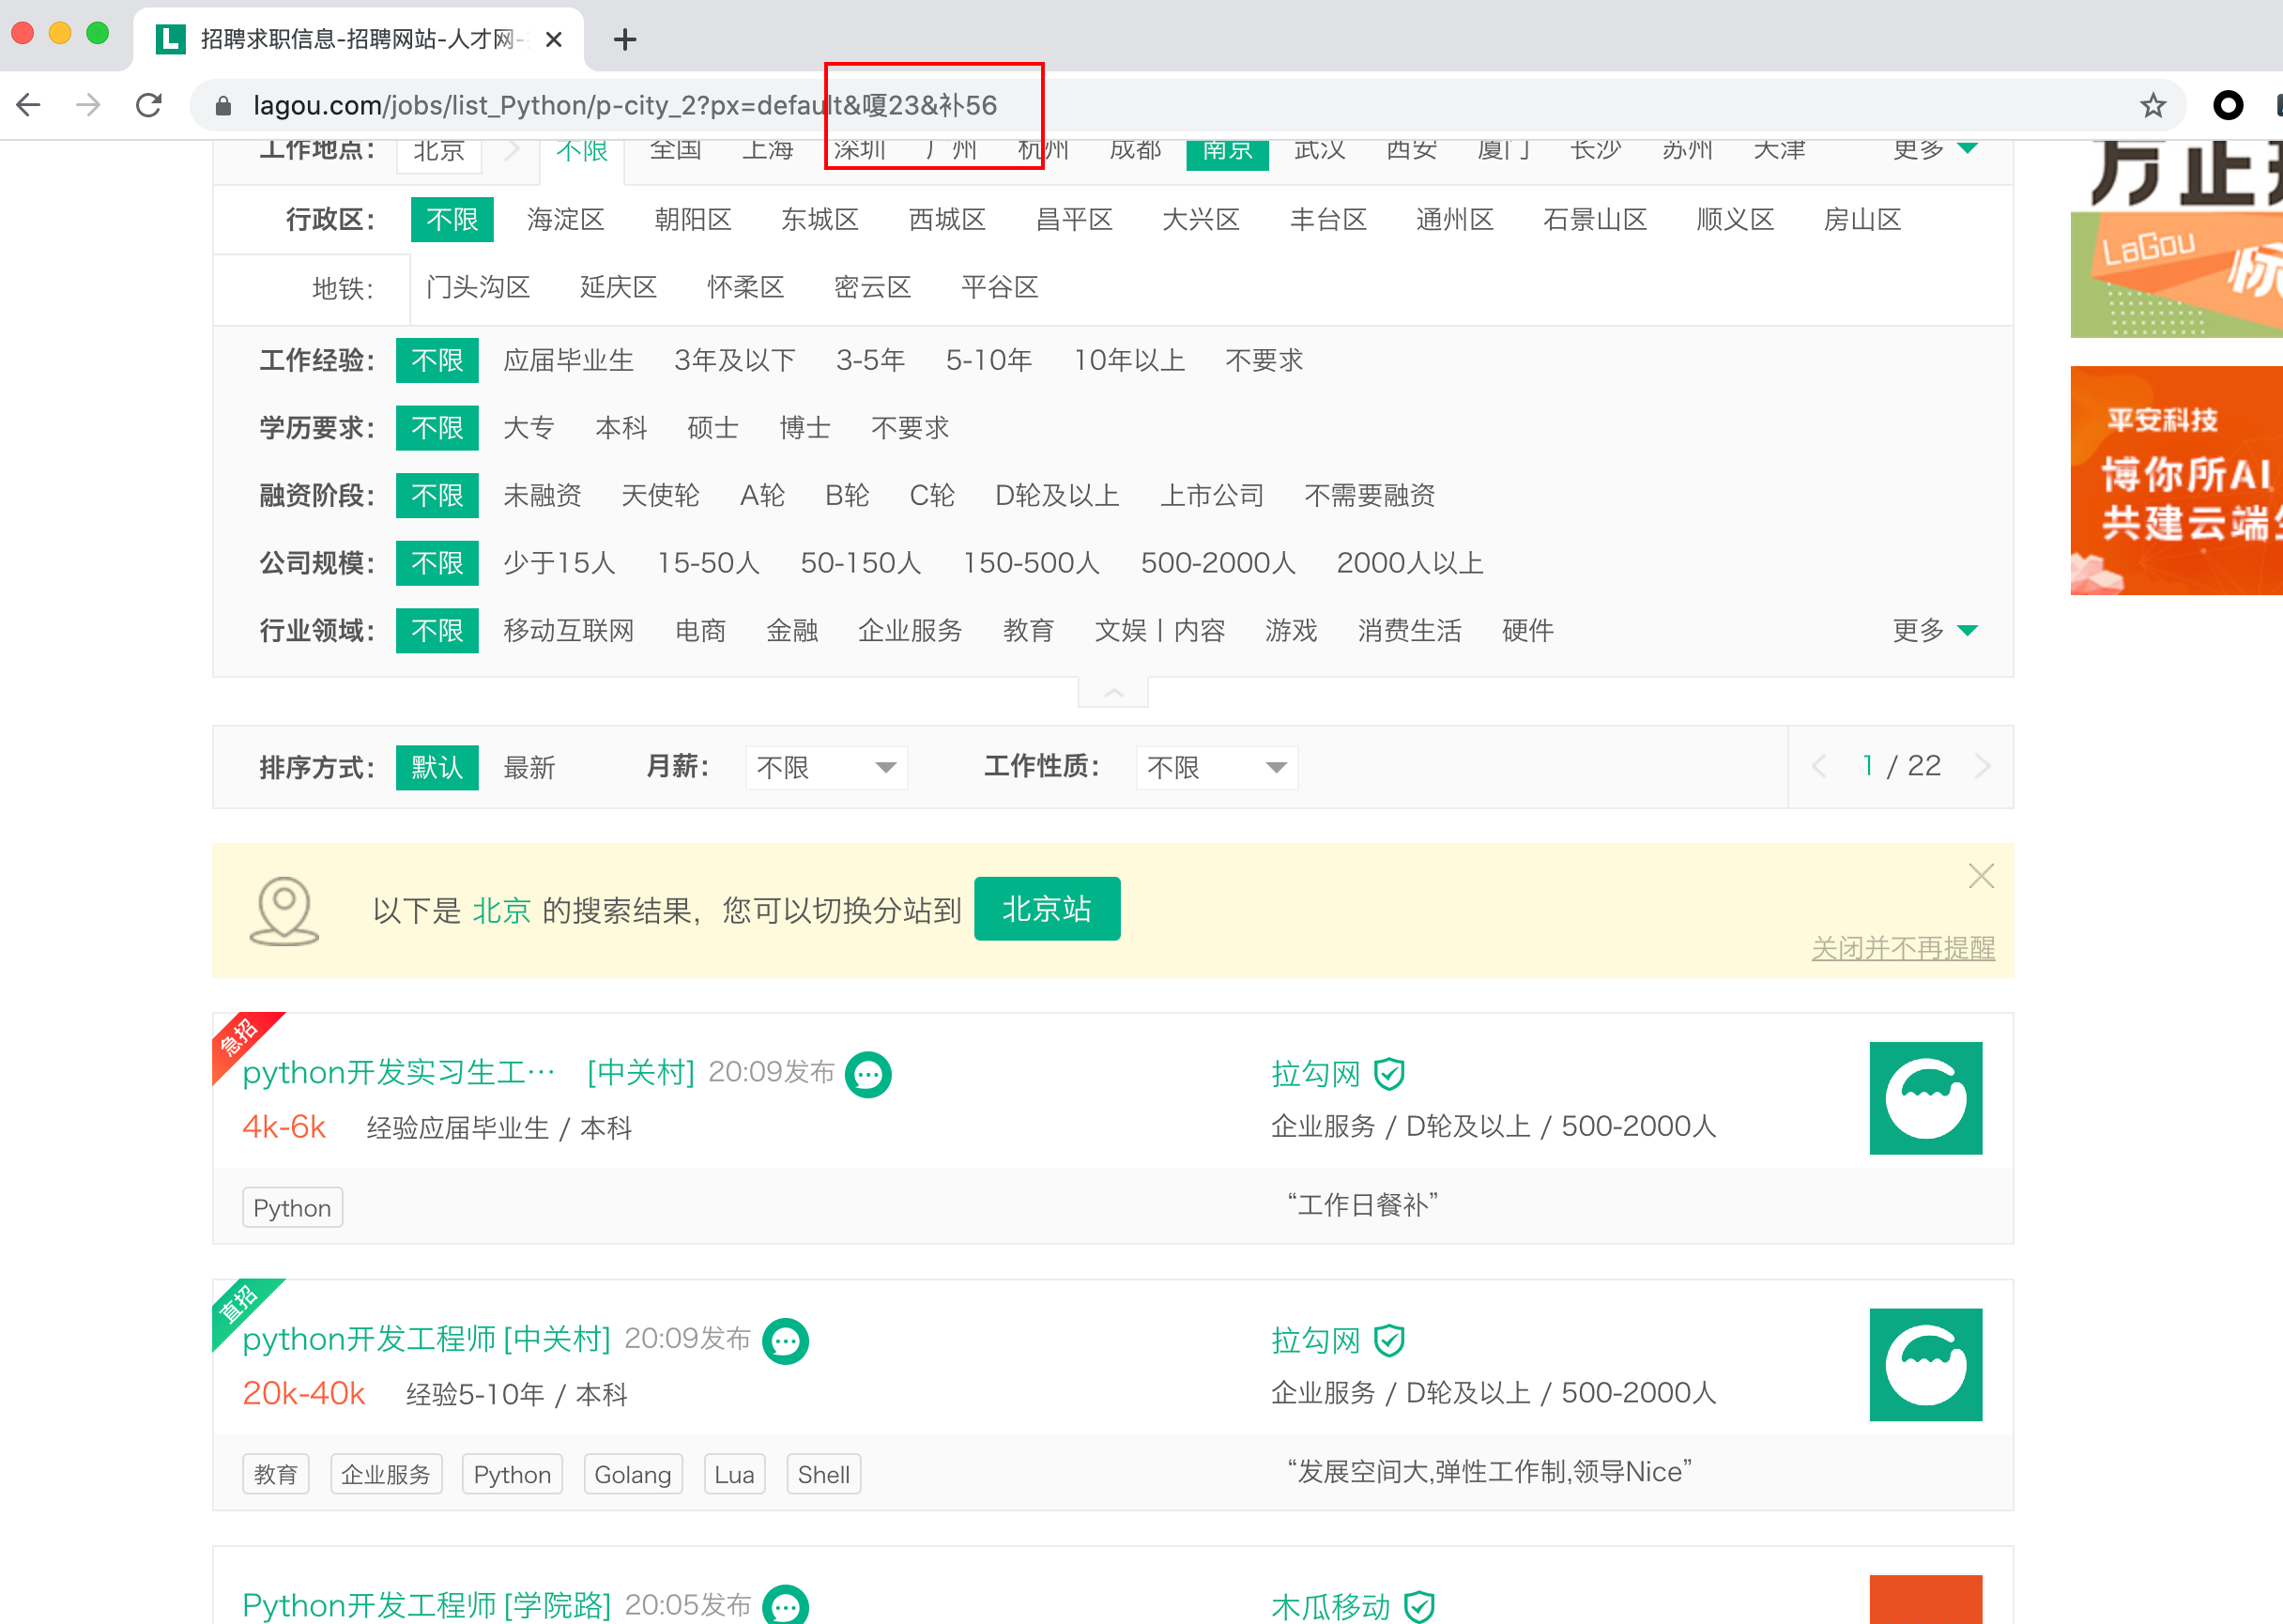 招聘求职信息-招聘网站-人才网-
lagou.com/jobs/list_Python/p-city_2?px=default&嗄23&补56
工作地点： 北京 不限 全国 上海 深圳 广州 杭州 成都 南京 武汉 西安 厦门 长沙 苏州 天津 更多
行政区： 不限 海淀区 朝阳区 东城区 西城区 昌平区 大兴区 丰台区 通州区 石景山区 顺义区 房山区
地铁： 门头沟区 延庆区 怀柔区 密云区 平谷区
工作经验： 不限 应届毕业生 3年及以下 3-5年 5-10年 10年以上 不要求
学历要求： 不限 大专 本科 硕士 博士 不要求
融资阶段： 不限 未融资 天使轮 A轮 B轮 C轮 D轮及以上 上市公司 不需要融资
公司规模： 不限 少于15人 15-50人 50-150人 150-500人 500-2000人 2000人以上
行业领域： 不限 移动互联网 电商 金融 企业服务 教育 文娱丨内容 游戏 消费生活 硬件 更多
排序方式： 默认 最新 月薪： 不限 工作性质： 不限 1 / 22
以下是 北京 的搜索结果，您可以切换分站到 北京站
关闭并不再提醒
急招
python开发实习生工… [中关村] 20:09发布 拉勾网
4k-6k 经验应届毕业生 / 本科 企业服务 / D轮及以上 / 500-2000人
Python “工作日餐补”
直招
python开发工程师 [中关村] 20:09发布 拉勾网
20k-40k 经验5-10年 / 本科 企业服务 / D轮及以上 / 500-2000人
教育 企业服务 Python Golang Lua Shell “发展空间大,弹性工作制,领导Nice”
Python开发工程师 [学院路] 20:05发布 木瓜移动
方正
LaGou
平安科技
博你所AI
共建云端